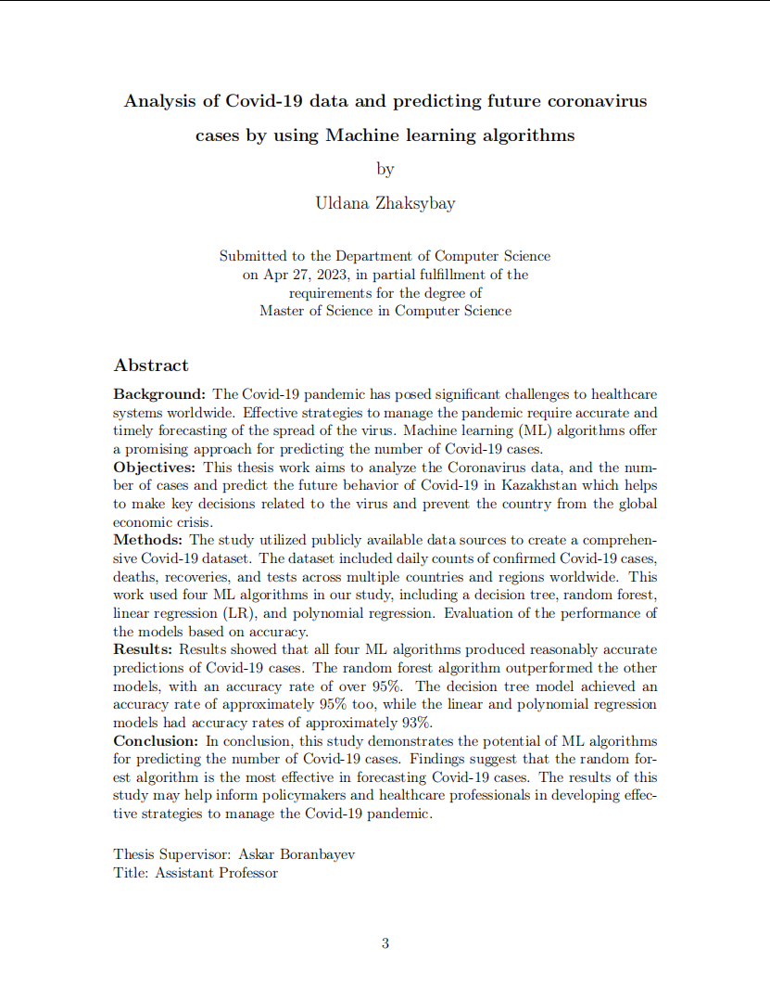 Analysis of Covid-19 data and predicting future coronavirus
cases by using Machine learning algorithms
by
Uldana Zhaksybay
Submitted to the Department of Computer Science
on Apr 27, 2023, in partial fulfillment of the
requirements for the degree of
Master of Science in Computer Science
Abstract
Background: The Covid-19 pandemic has posed significant challenges to healthcare
systems worldwide. Effective strategies to manage the pandemic require accurate and
timely forecasting of the spread of the virus. Machine learning (ML) algorithms offer
a promising approach for predicting the number of Covid-19 cases.
Objectives: This thesis work aims to analyze the Coronavirus data, and the num-
ber of cases and predict the future behavior of Covid-19 in Kazakhstan which helps
to make key decisions related to the virus and prevent the country from the global
economic crisis.
Methods: The study utilized publicly available data sources to create a comprehen-
sive Covid-19 dataset. The dataset included daily counts of confirmed Covid-19 cases,
deaths, recoveries, and tests across multiple countries and regions worldwide. This
work used four ML algorithms in our study, including a decision tree, random forest,
linear regression (LR), and polynomial regression. Evaluation of the performance of
the models based on accuracy.
Results: Results showed that all four ML algorithms produced reasonably accurate
predictions of Covid-19 cases. The random forest algorithm outperformed the other
models, with an accuracy rate of over 95%. The decision tree model achieved an
accuracy rate of approximately 95% too, while the linear and polynomial regression
models had accuracy rates of approximately 93%.
Conclusion: In conclusion, this study demonstrates the potential of ML algorithms
for predicting the number of Covid-19 cases. Findings suggest that the random for-
est algorithm is the most effective in forecasting Covid-19 cases. The results of this
study may help inform policymakers and healthcare professionals in developing effec-
tive strategies to manage the Covid-19 pandemic.
Thesis Supervisor: Askar Boranbayev
Title: Assistant Professor
3